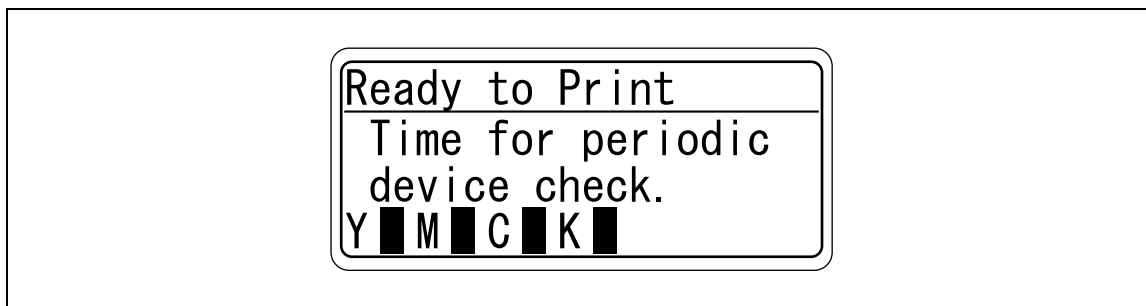 Ready to Print
Time for periodic
device check.
Y M C K